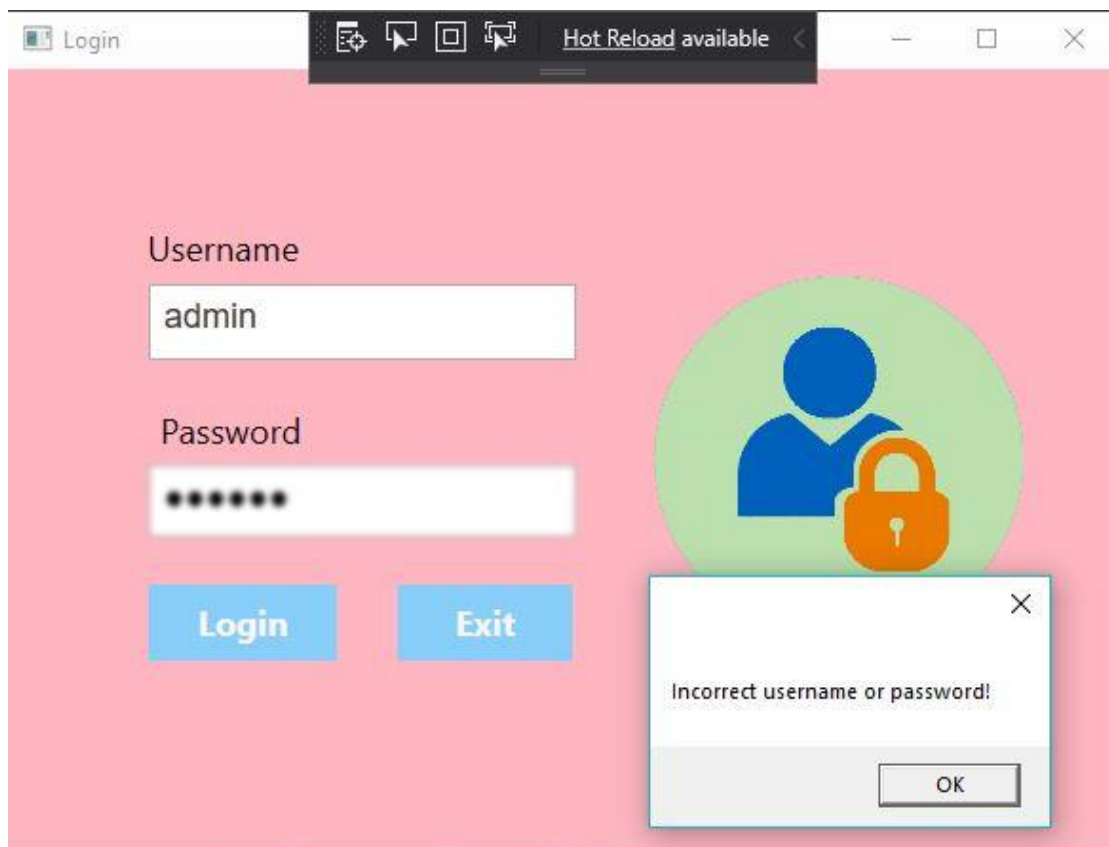 Login
Hot Reload available
Username
admin
Password
••••••
Login
Exit
Incorrect username or password!
OK